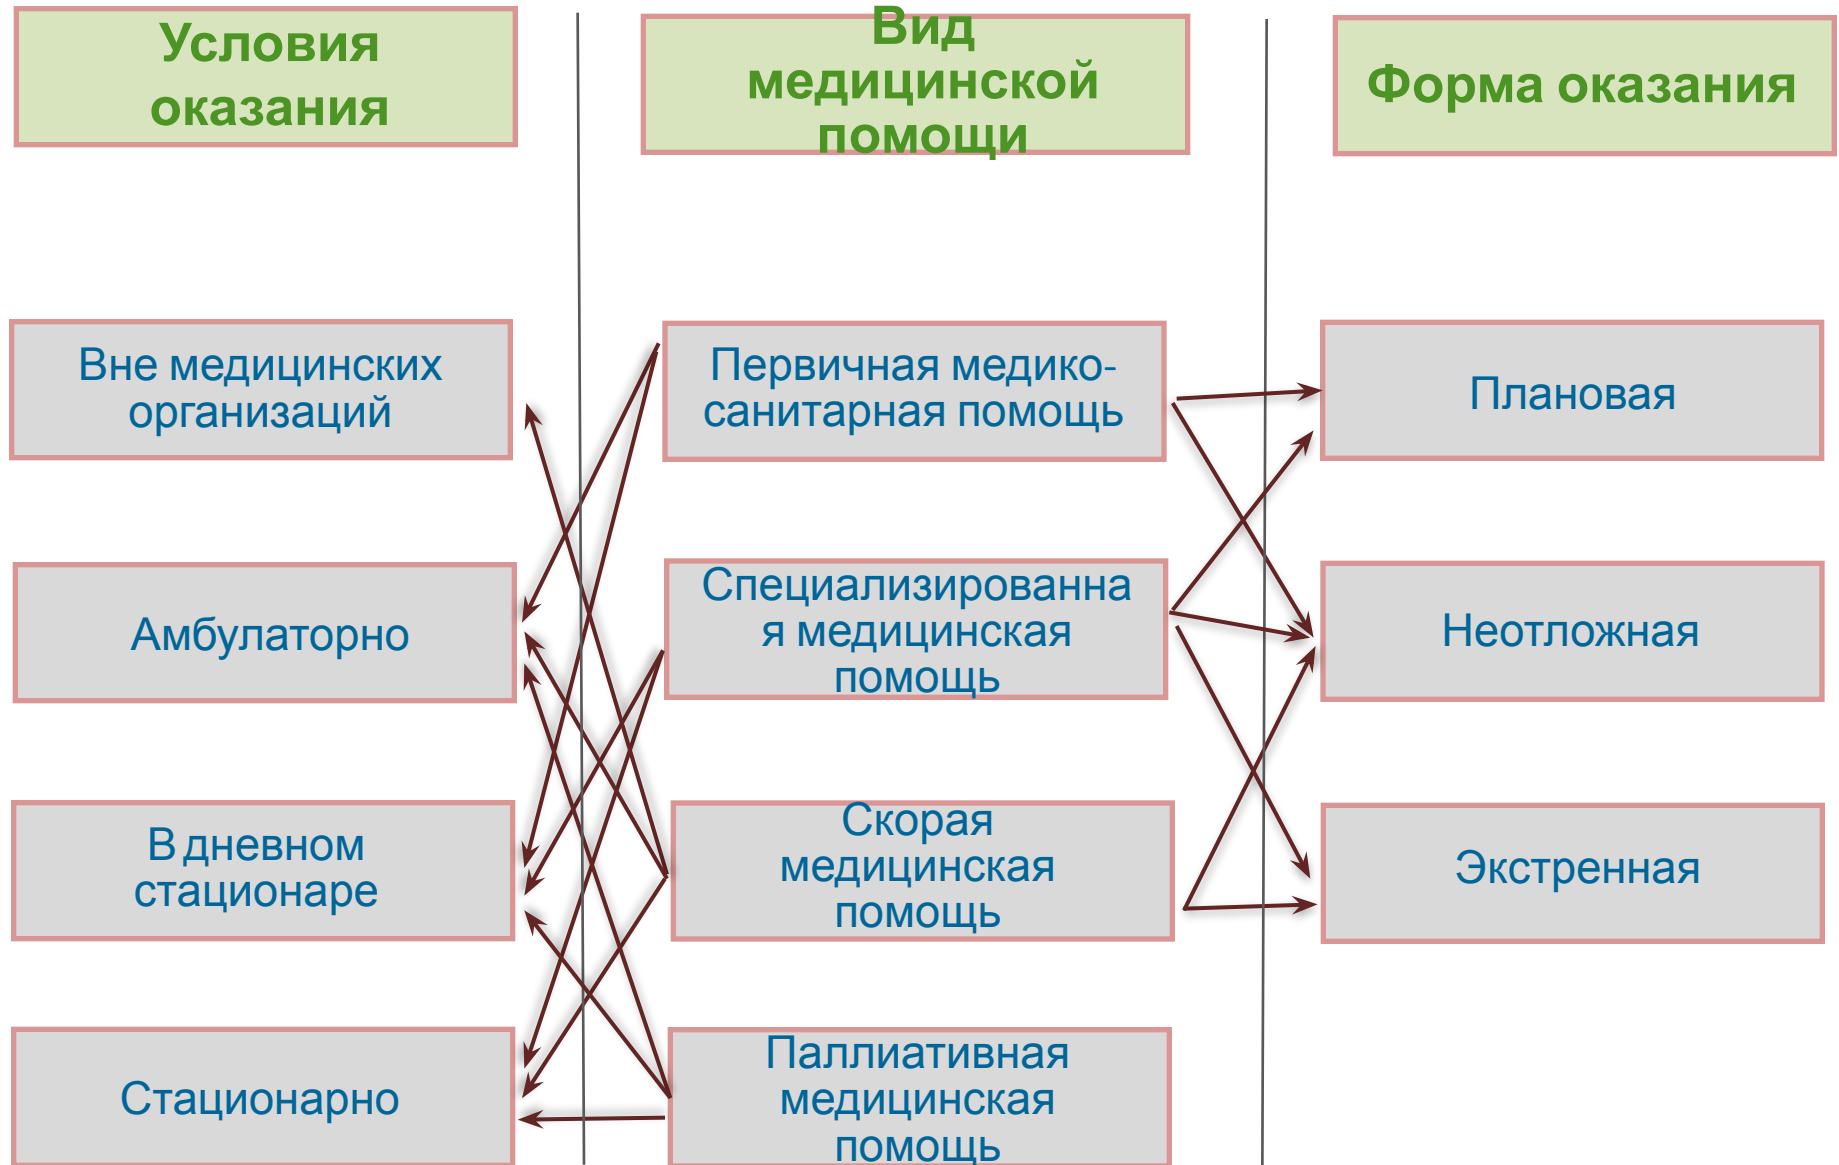 Условия
оказания
Вид
медицинской
помощи
Форма оказания
Вне медицинских
организаций
Первичная медико-
санитарная помощь
Плановая
Амбулаторно
Специализированна
я медицинская
помощь
Неотложная
В дневном
стационаре
Скорая
медицинская
помощь
Экстренная
Стационарно
Паллиативная
медицинская
помощь